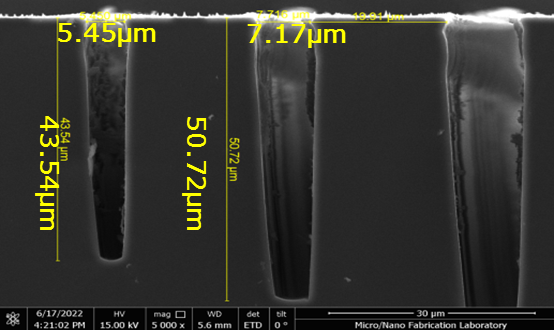 5.45µm
7.17µm
43.54µm
43.54 µm
50.72µm
50.72 µm
6/17/2022 HV mag WD det tilt 30 µm
4:21:02 PM 15.00 kV 5 000 x 5.6 mm ETD 0 ° Micro/Nano Fabrication Laboratory